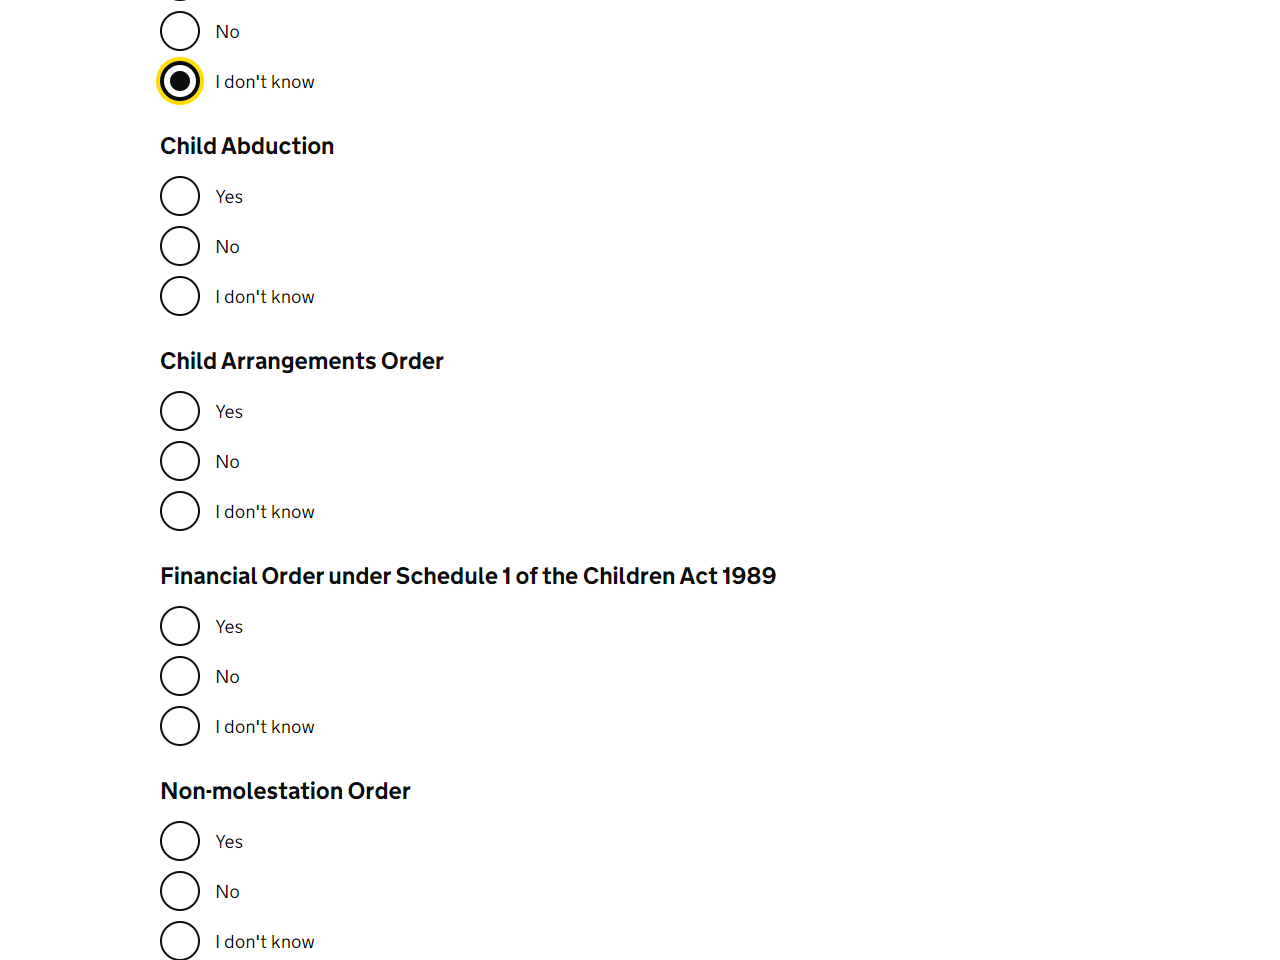 No
I don't know
Child Abduction
Yes
No
I don't know
Child Arrangements Order
Yes
No
I don't know
Financial Order under Schedule 1 of the Children Act 1989
Yes
No
I don't know
Non-molestation Order
Yes
No
I don't know